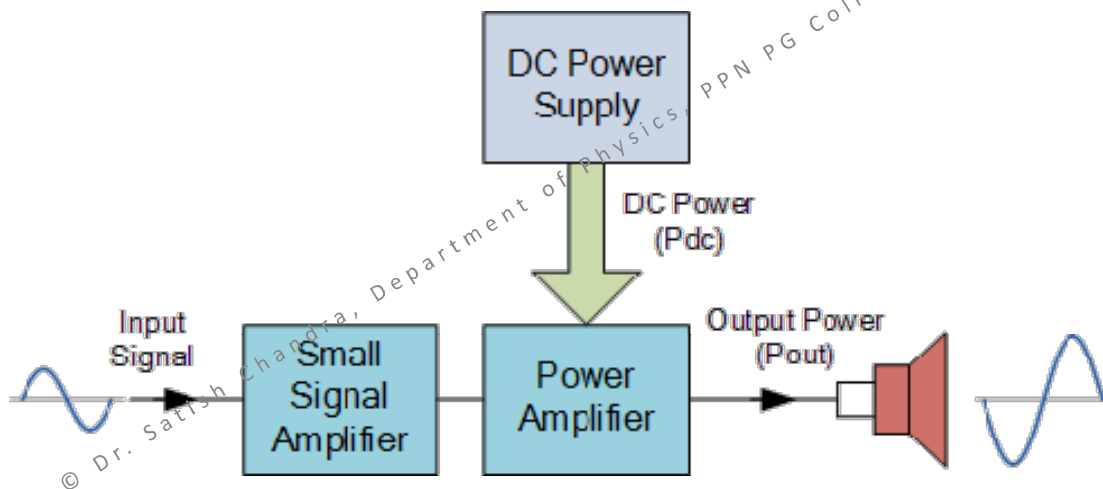 DC Power
Supply
DC Power
(Pdc)
Input
Signal
Small
Signal
Amplifier
Power
Amplifier
Output Power
(Pout)
© Dr. Satish Chandra, Department of Physics, PPN PG